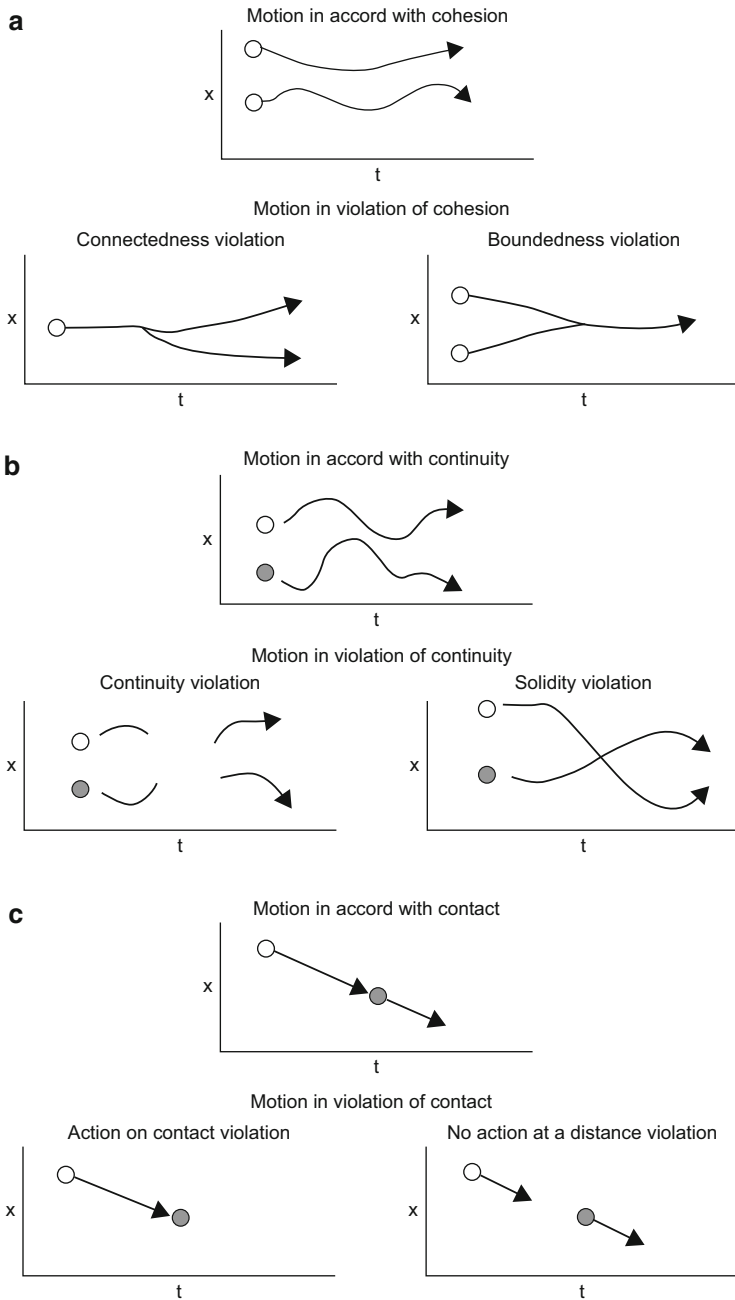 a
Motion in accord with cohesion
x
t
Motion in violation of cohesion
Connectedness violation
Boundedness violation
x
x
t
t
b
Motion in accord with continuity
x
t
Motion in violation of continuity
Continuity violation
Solidity violation
x
x
t
t
c
Motion in accord with contact
x
t
Motion in violation of contact
Action on contact violation
No action at a distance violation
x
x
t
t